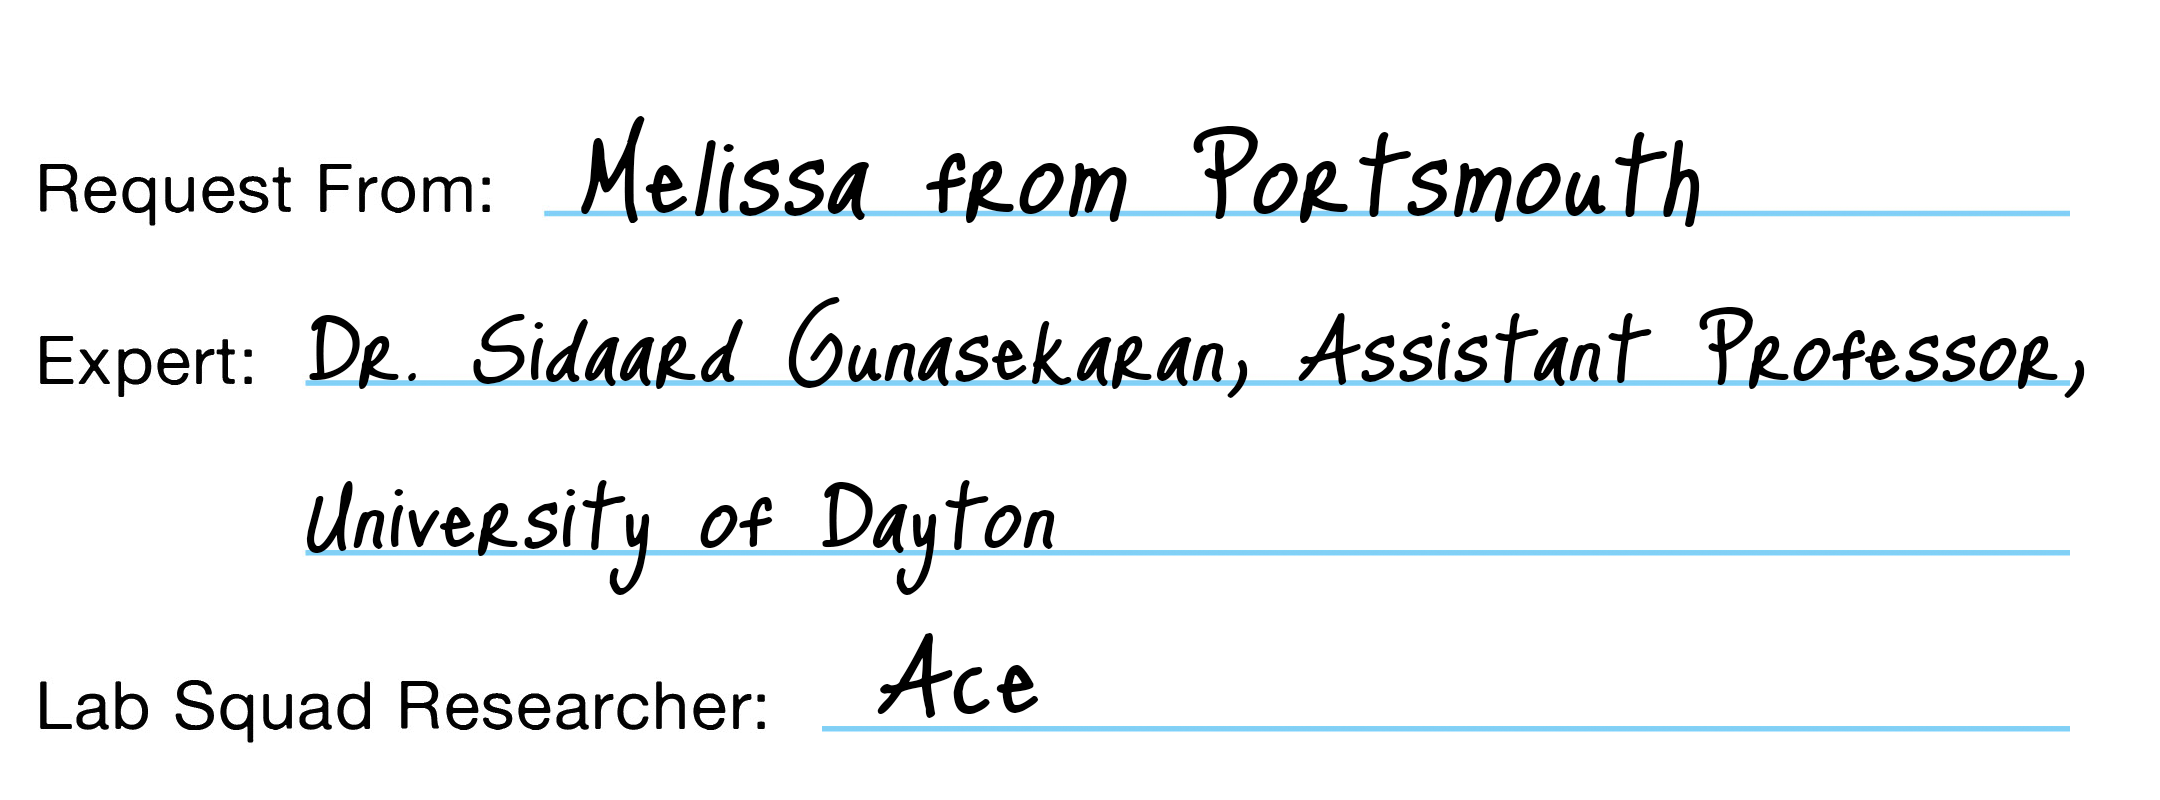 Request From: Melissa from Portsmouth
Expert: Dr. Sidaard Gunasekaran, Assistant Professor,
University of Dayton
Lab Squad Researcher: Ace